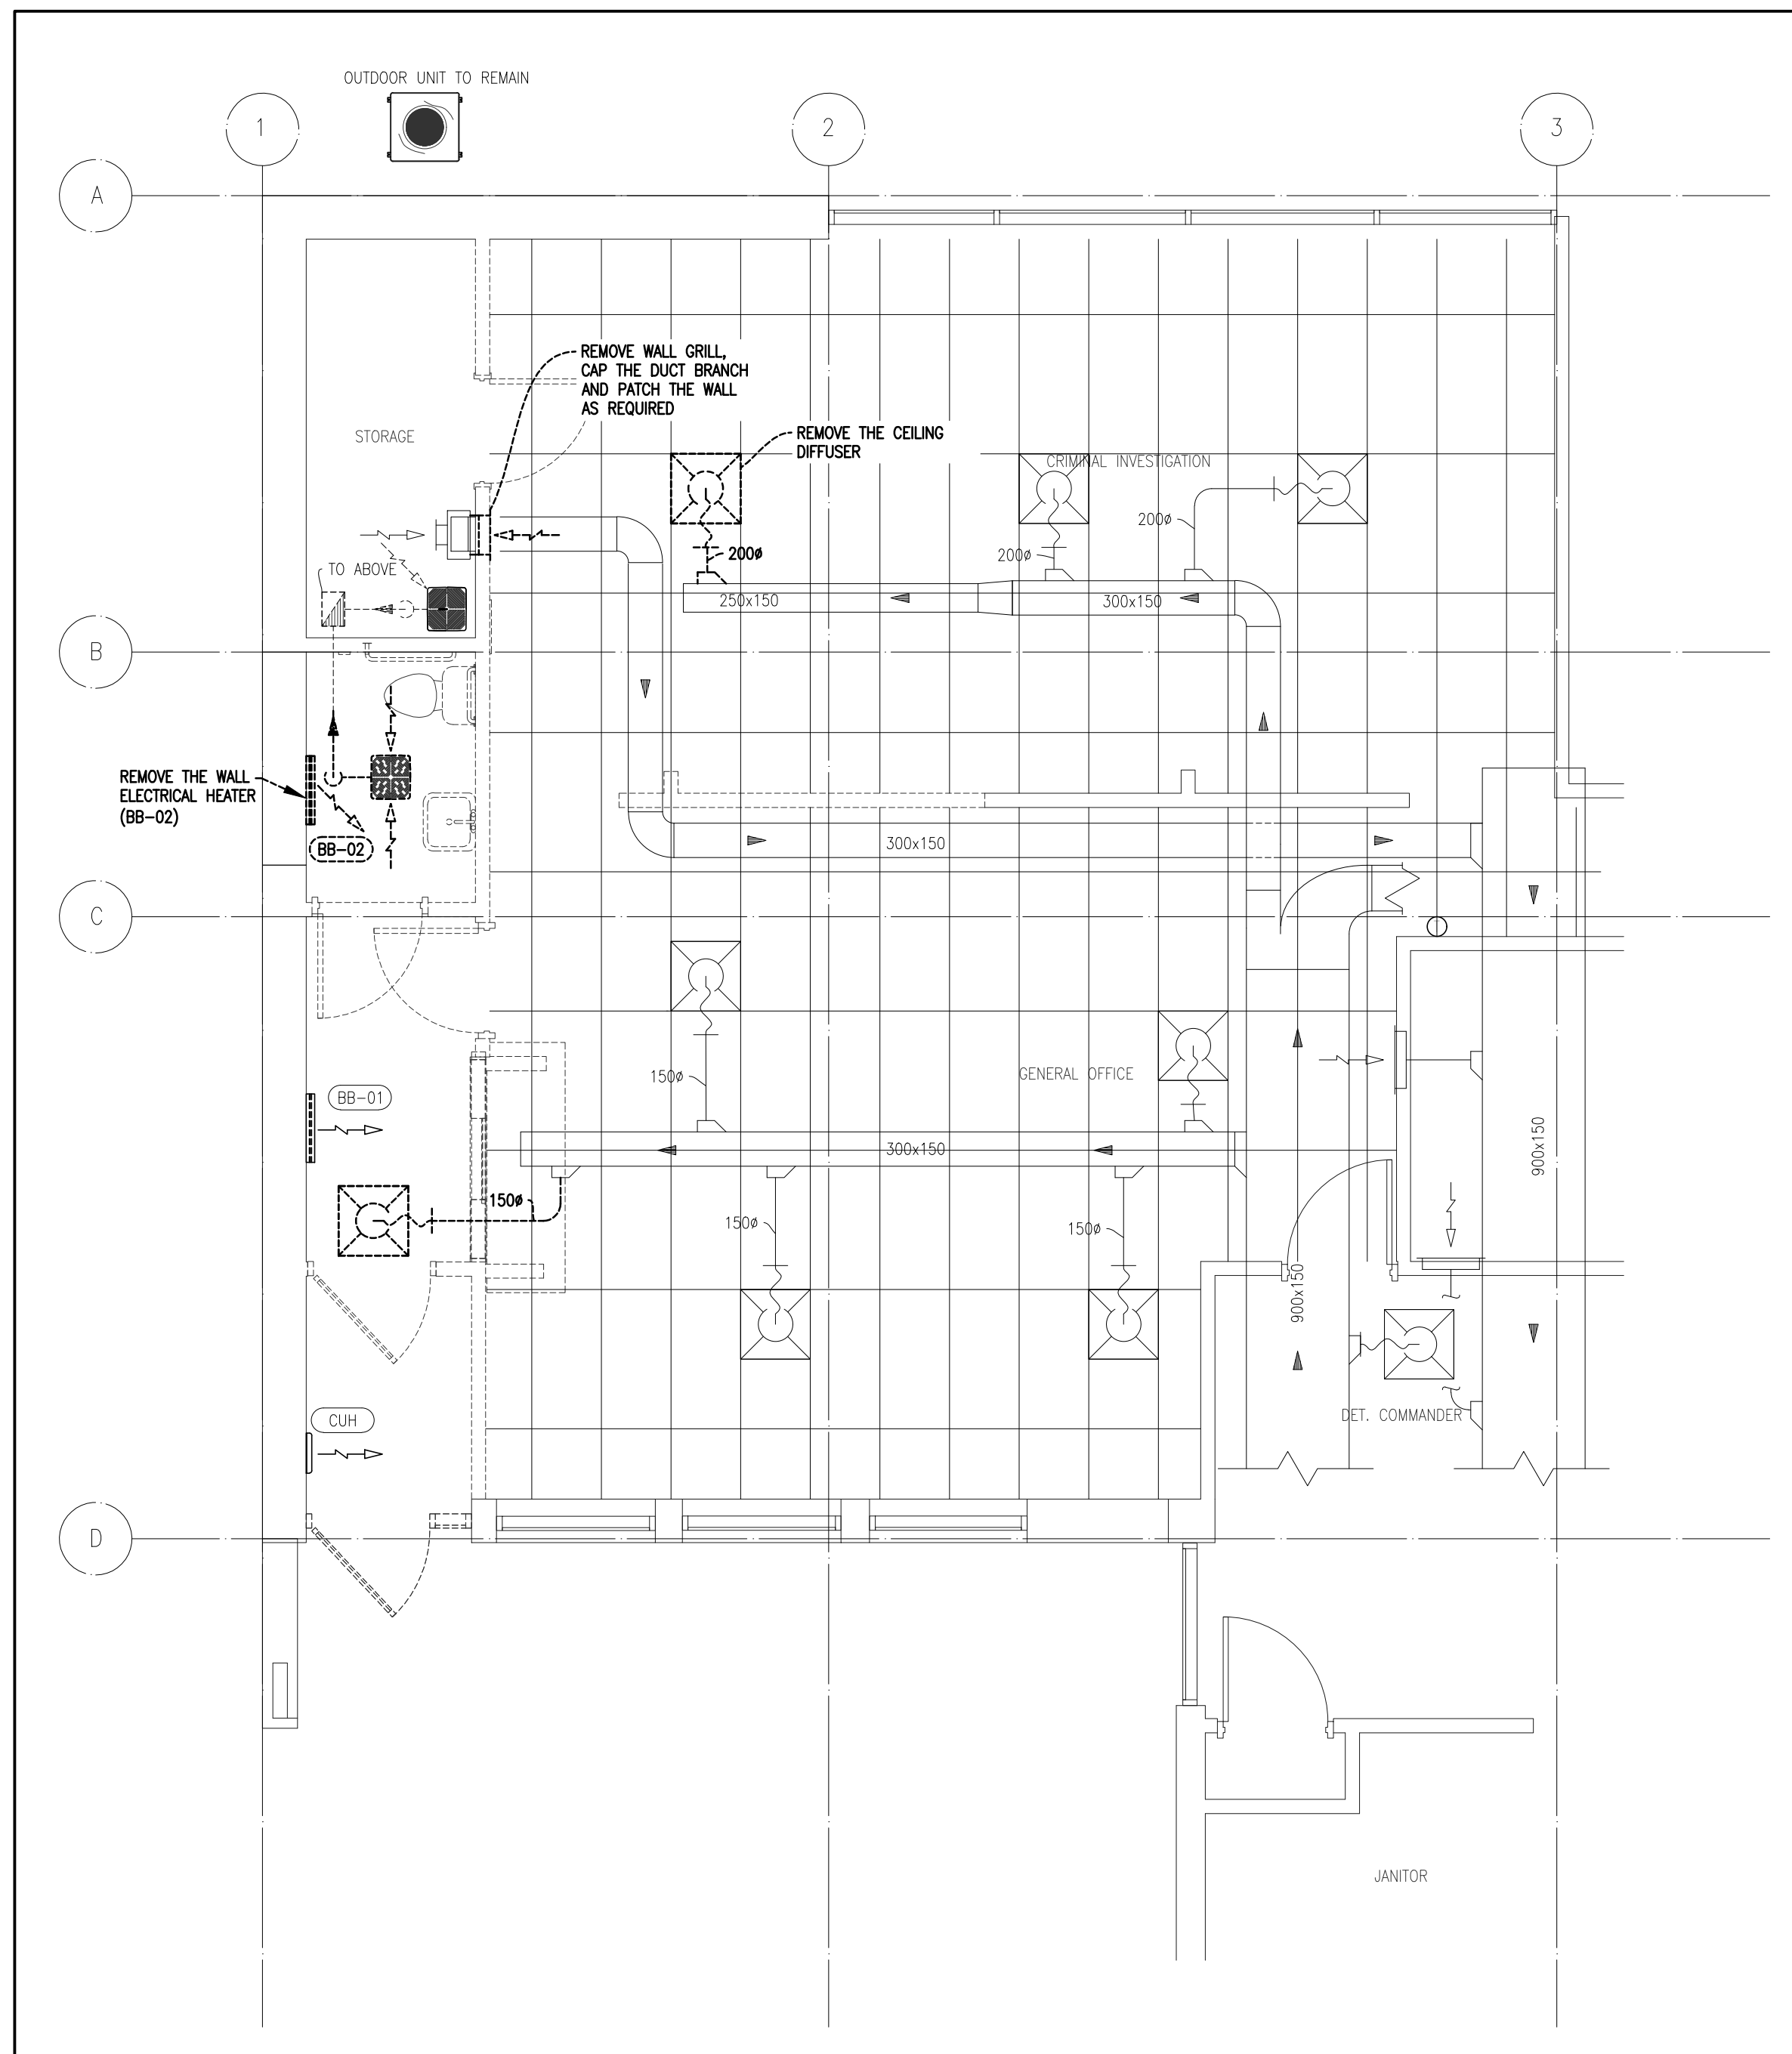 OUTDOOR UNIT TO REMAIN
1
2
3
A
REMOVE WALL GRILL,
CAP THE DUCT BRANCH
AND PATCH THE WALL
AS REQUIRED
STORAGE
REMOVE THE CEILING
DIFFUSER
CRIMINAL INVESTIGATION
200ø
200ø
200ø
TO ABOVE
250x150
300x150
B
REMOVE THE WALL
ELECTRICAL HEATER
(BB-02)
BB-02
300x150
C
GENERAL OFFICE
150ø
BB-01
300x150
900x150
150ø
150ø
150ø
900x150
CUH
DET. COMMANDER
D
JANITOR